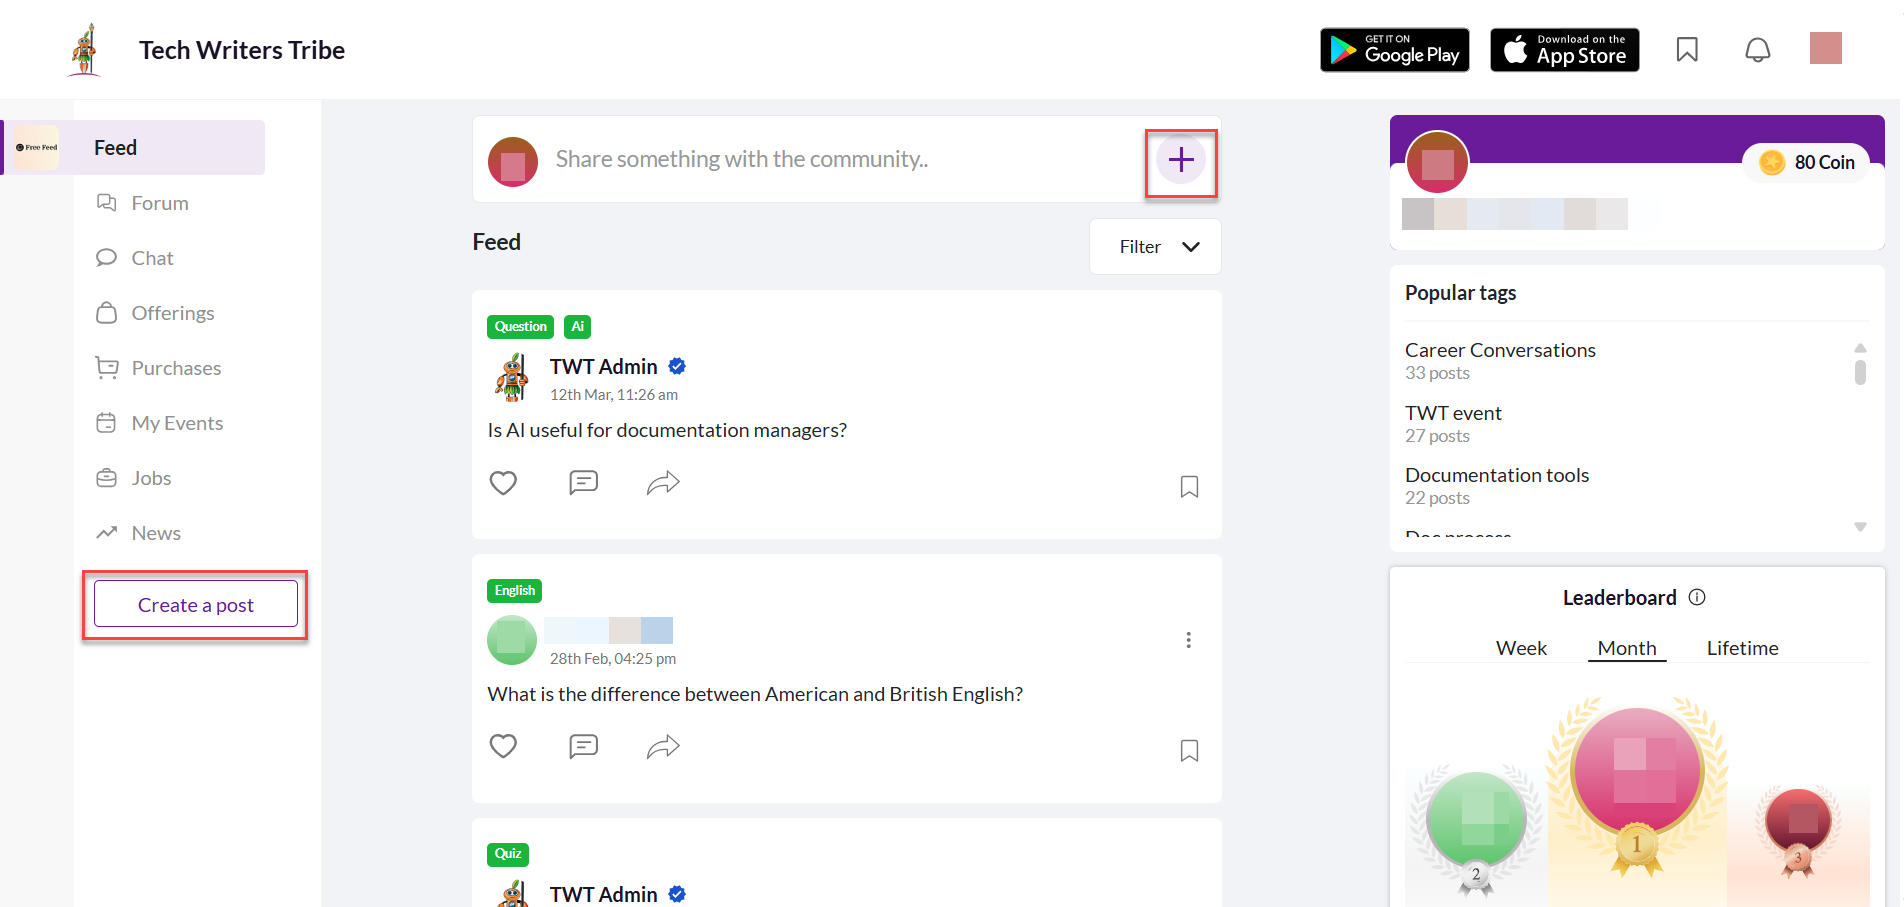 Tech Writers Tribe
GET IT ON
Google Play
Download on the
App Store
Free Feed
Feed
Forum
Chat
Offerings
Purchases
My Events
Jobs
News
Create a post
Share something with the community..
Feed
Filter
Question Ai
TWT Admin
12th Mar, 11:26 am
Is AI useful for documentation managers?
English
28th Feb, 04:25 pm
What is the difference between American and British English?
Quiz
TWT Admin
80 Coin
Popular tags
Career Conversations
33 posts
TWT event
27 posts
Documentation tools
22 posts
Doc process
Leaderboard
Week Month Lifetime
2
1
3